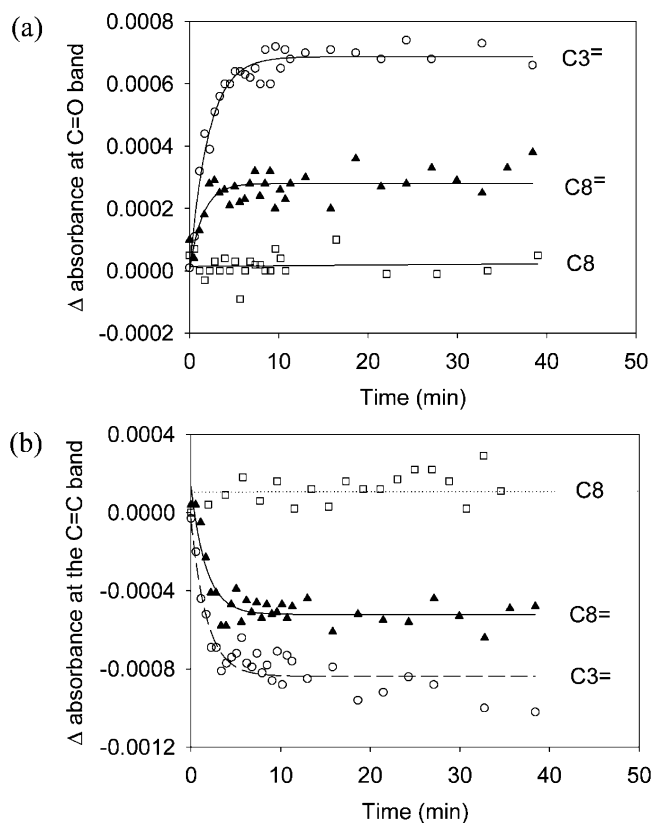 (a)
Δ absorbance at C=O band
0.0008
0.0006
0.0004
0.0002
0.0000
-0.0002
C3=
C8=
C8
0 10 20 30 40 50
Time (min)
(b)
Δ absorbance at the C=C band
0.0004
0.0000
-0.0004
-0.0008
-0.0012
C8
C8=
C3=
0 10 20 30 40 50
Time (min)